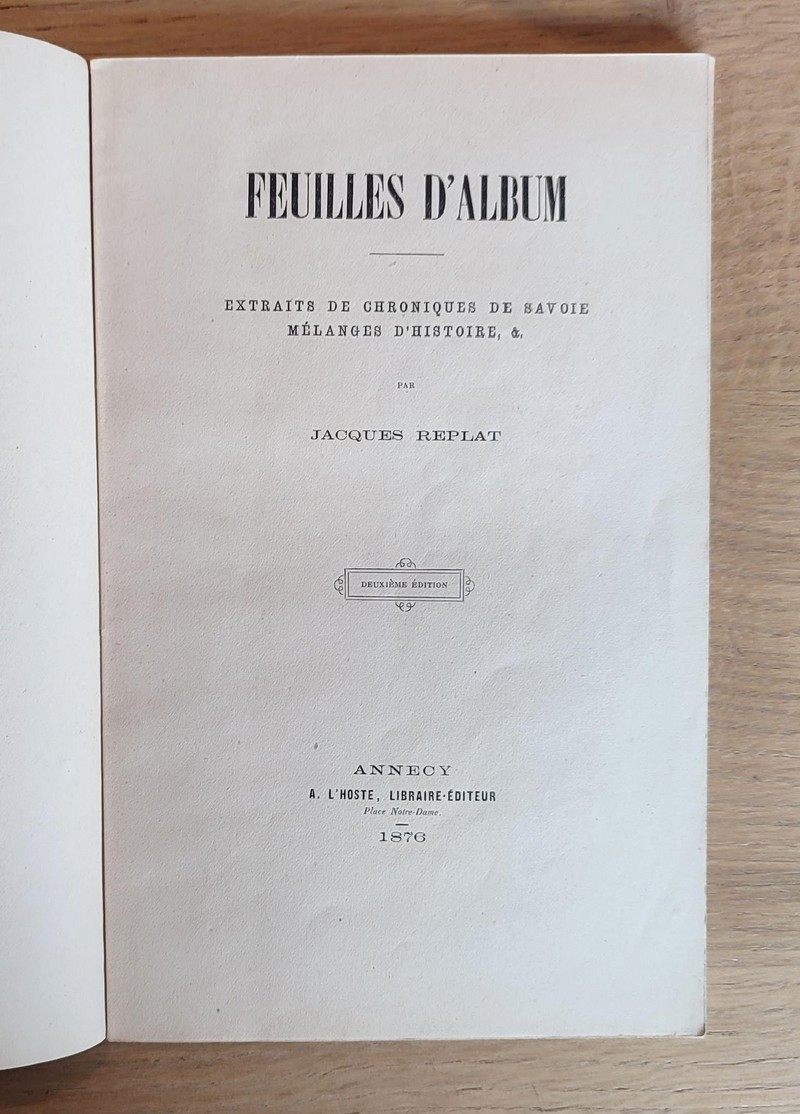 FEUILLES D'ALBUM
EXTRAITS DE CHRONIQUES DE SAVOIE
MÉLANGES D'HISTOIRE, &,
PAR
JACQUES REPLAT
DEUXIÈME ÉDITION
ANNECY
A. L'HOSTE, LIBRAIRE-ÉDITEUR
Place Notre-Dame.
1876